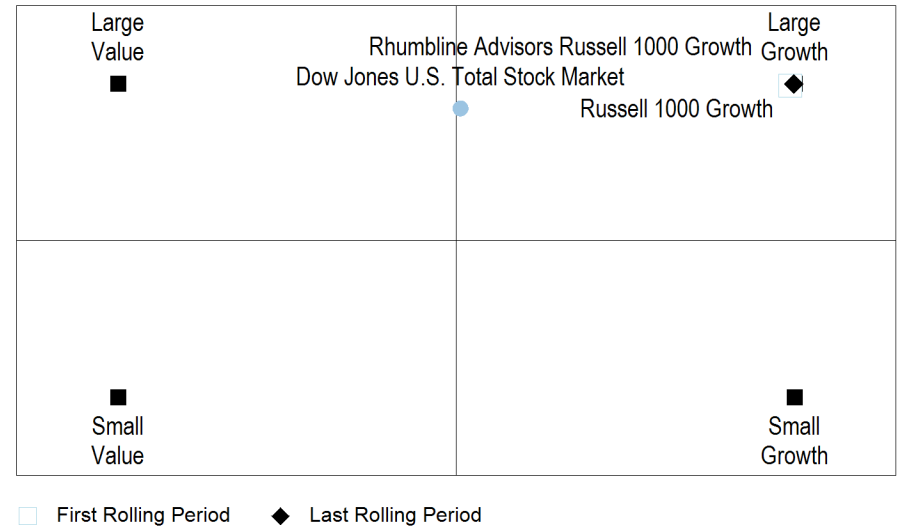 Large
Value
Large
Growth
Rhumbline Advisors Russell 1000 Growth
Dow Jones U.S. Total Stock Market
Russell 1000 Growth
Small
Value
Small
Growth
First Rolling Period
Last Rolling Period